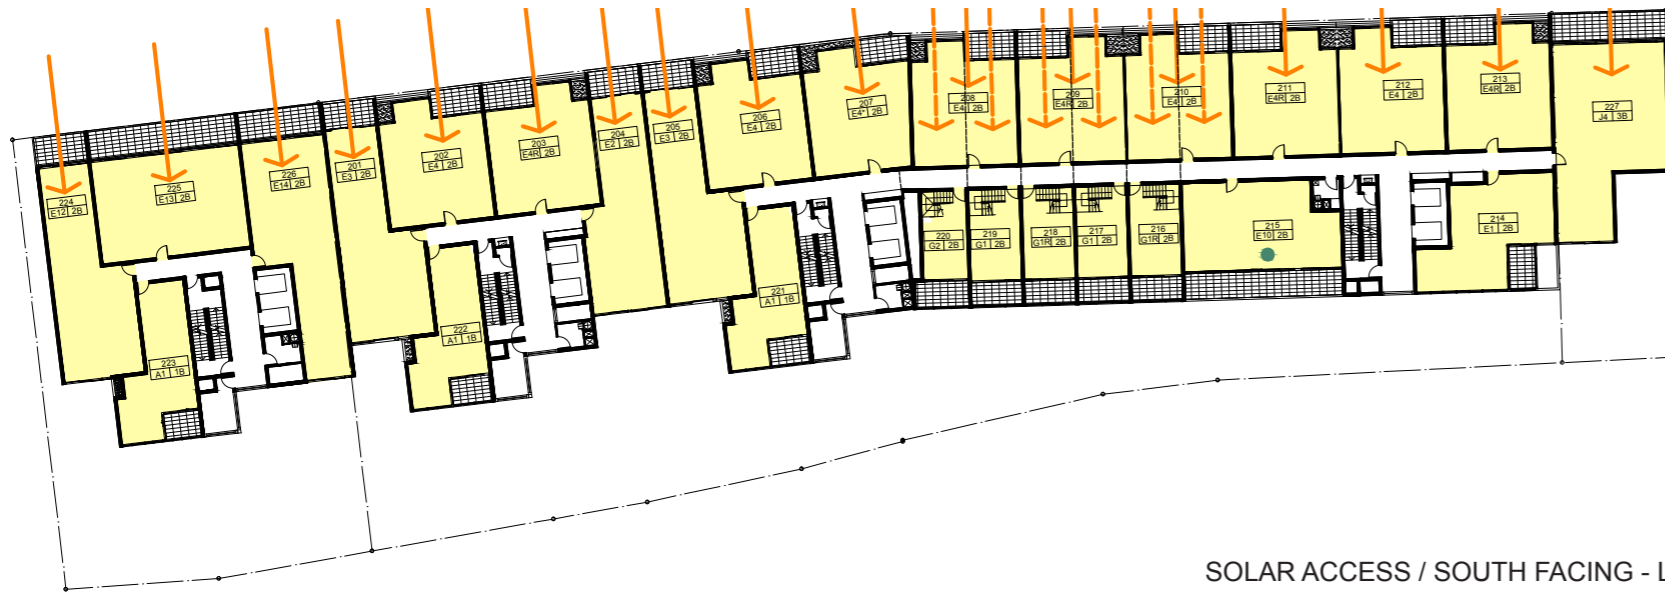 224
E12 2B
225
E13 2B
226
E14 2B
201
E3 2B
202
E4 2B
203
E4R 2B
204
E2 2B
205
E3 2B
206
E4 2B
207
E4* 2B
208
E4 2B
209
E4R 2B
210
E4 2B
211
E4R 2B
212
E4 2B
213
E4R 2B
227
J4 3B
223
A1 1B
222
A1 1B
221
A1 1B
220
G2 2B
219
G1 2B
218
G1R 2B
217
G1 2B
216
G1R 2B
215
E10 2B
214
E1 2B
SOLAR ACCESS / SOUTH FACING - L